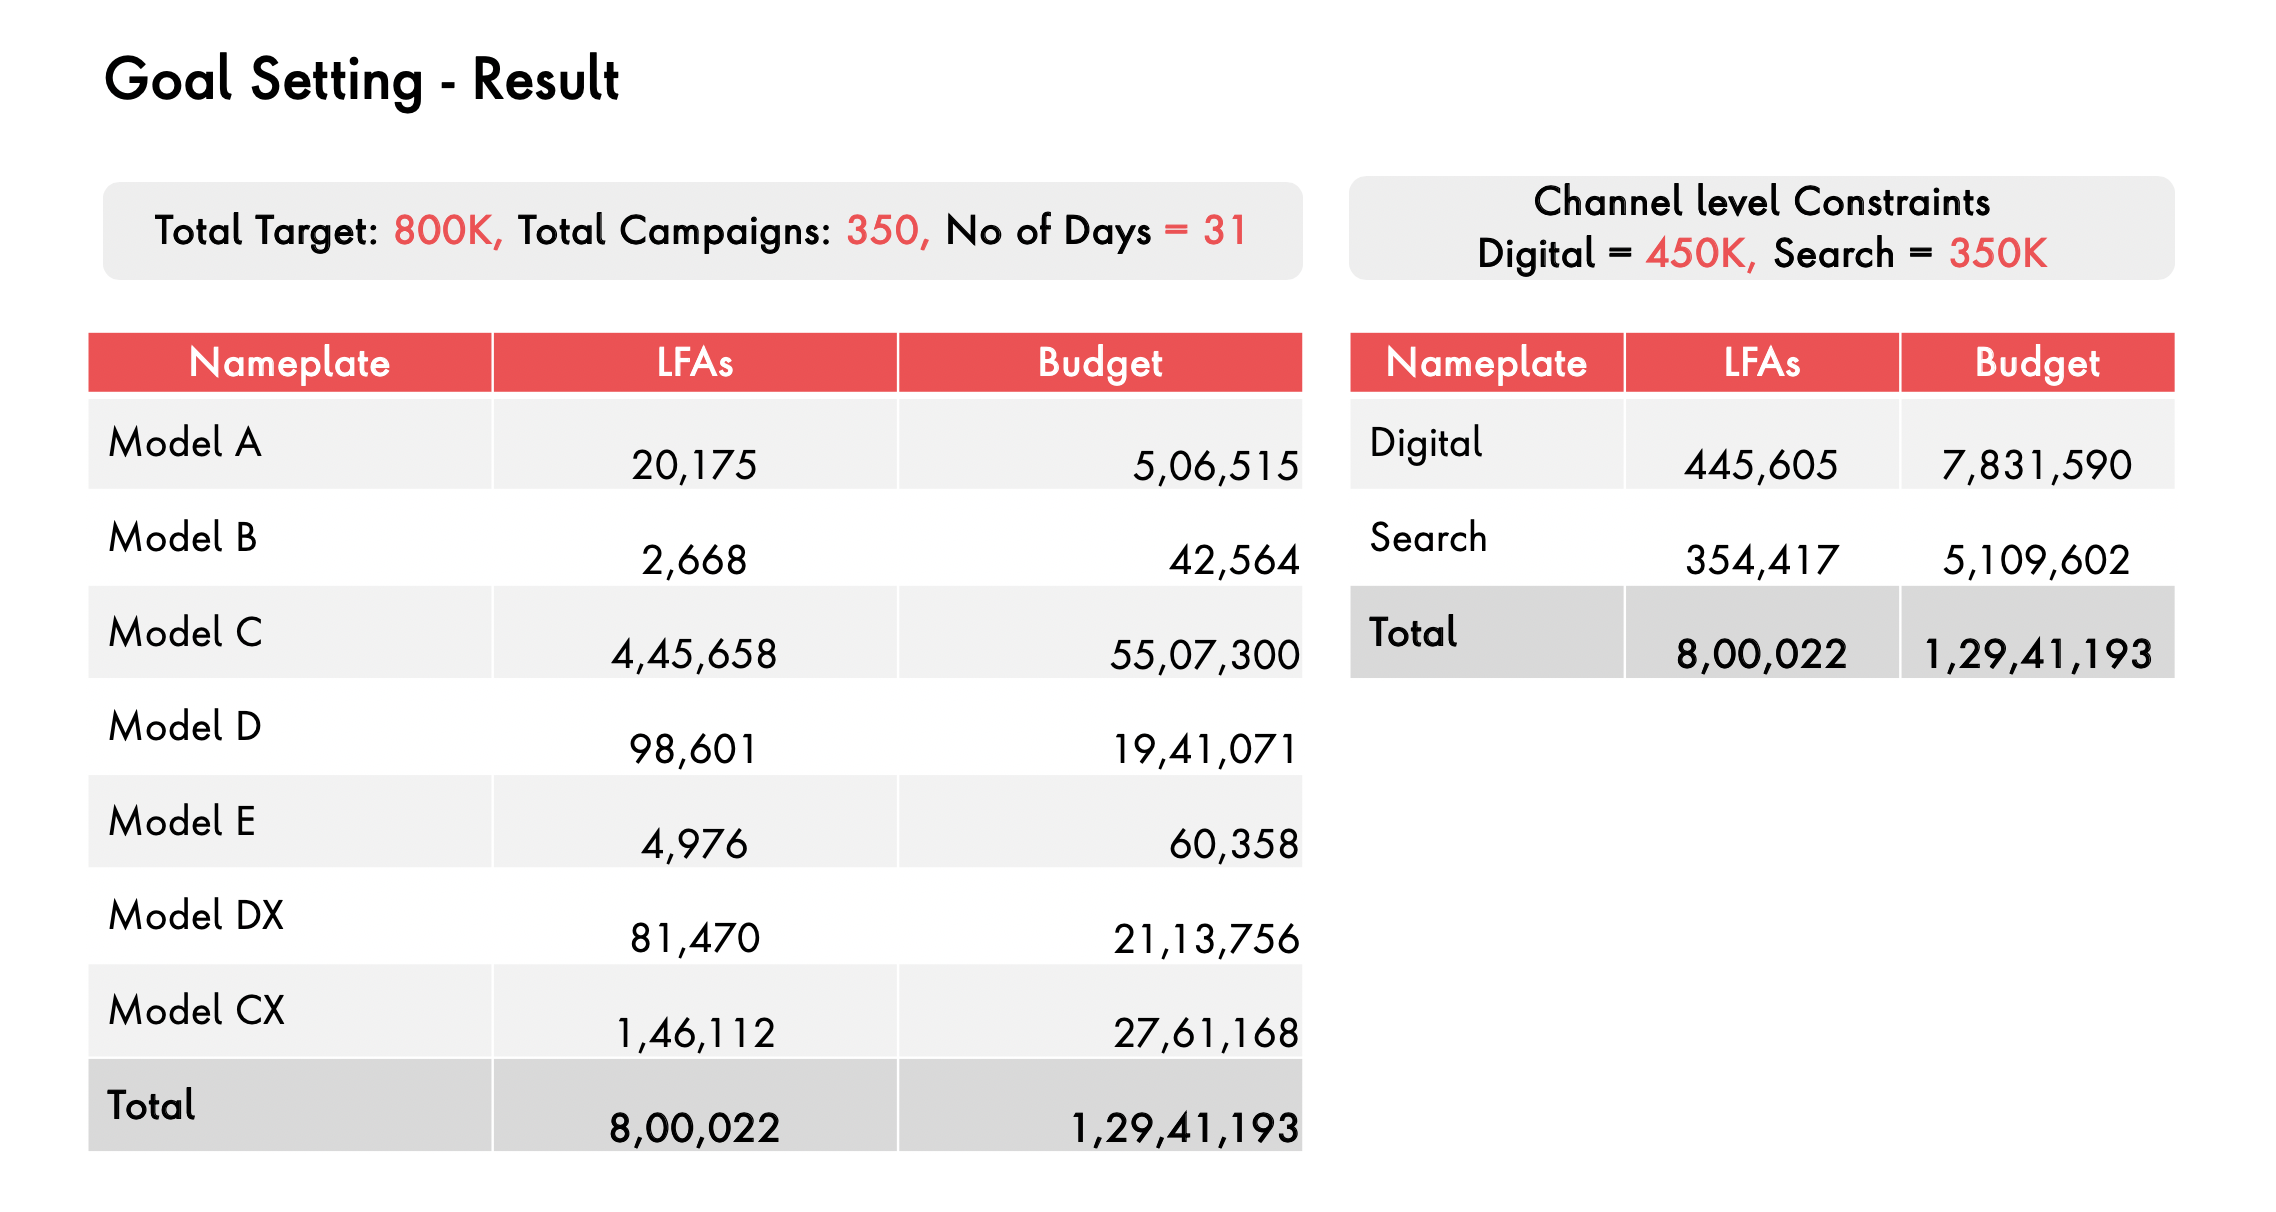 Goal Setting - Result
Total Target: 800K, Total Campaigns: 350, No of Days = 31
Channel level Constraints
Digital = 450K, Search = 350K
Nameplate LFAs Budget
Model A 20,175 5,06,515
Model B 2,668 42,564
Model C 4,45,658 55,07,300
Model D 98,601 19,41,071
Model E 4,976 60,358
Model DX 81,470 21,13,756
Model CX 1,46,112 27,61,168
Total 8,00,022 1,29,41,193
Nameplate LFAs Budget
Digital 445,605 7,831,590
Search 354,417 5,109,602
Total 8,00,022 1,29,41,193